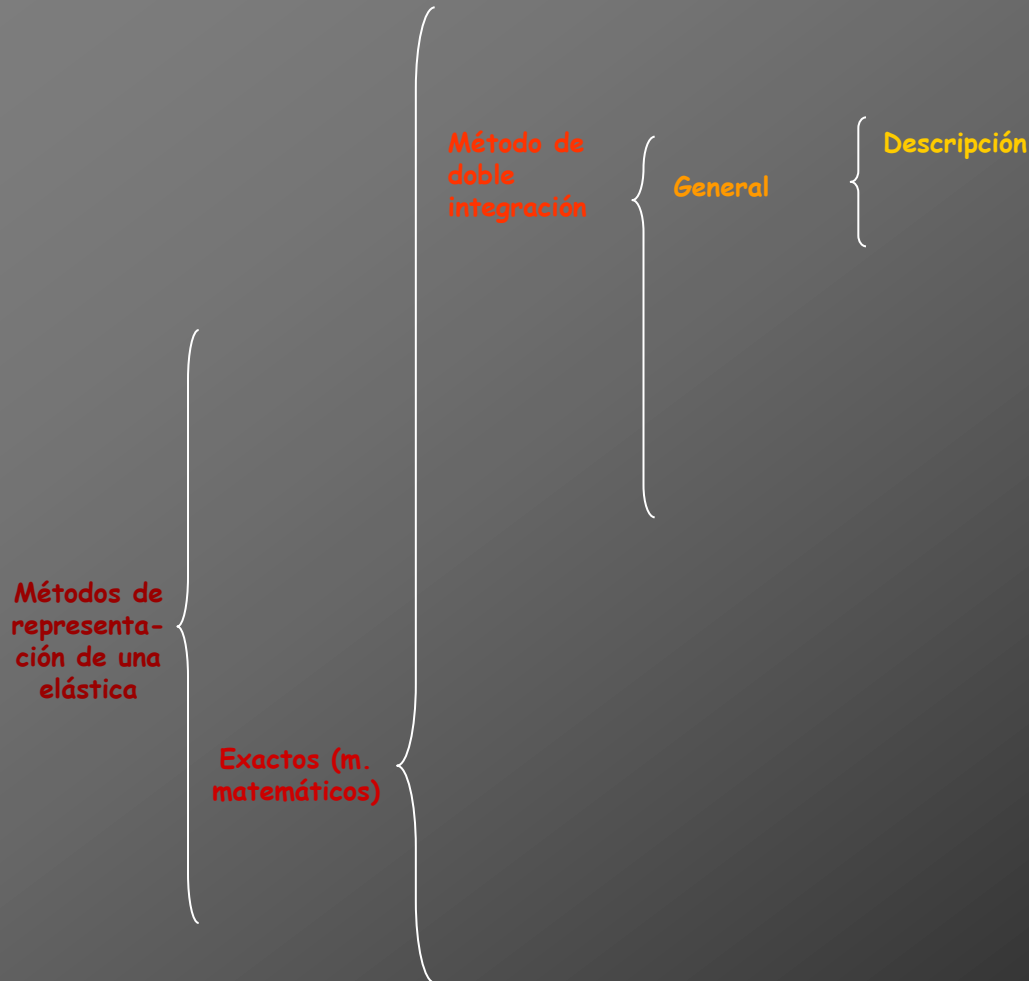 Métodos de
representa-
ción de una
elástica
Exactos (m.
matemáticos)
Método de
doble
integración
General
Descripción